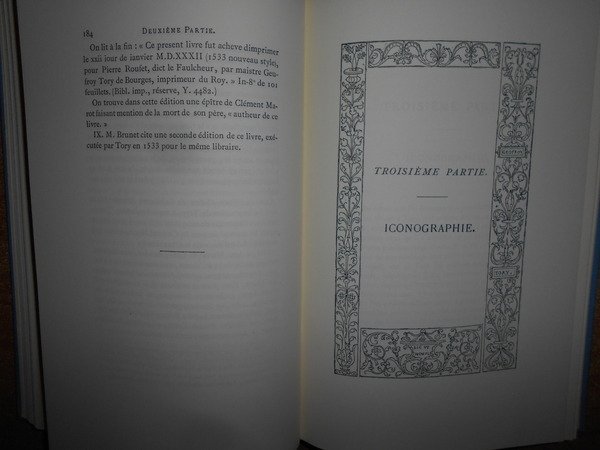 184 DEUXIÈME PARTIE.
On lit à la fin : « Ce present livre fut acheve dimprimer
le xxii iour de janvier M.D.XXXII (1533 nouveau style),
pour Pierre Roufet, dict le Faulcheur, par maistre Geu-
froy Tory de Bourges, imprimeur du Roy. » In-8° de 101
feuillets. (Bibl. imp., réserve, Y. 4482.)
On trouve dans cette édition une épitre de Clément Ma-
rot faisant mention de la mort de son père, « autheur de ce
livre. »
IX. M. Brunet cite une seconde édition de ce livre, exé-
cutée par Tory en 1533 pour le même libraire.
TROISIÈME PARTIE.
ICONOGRAPHIE.
TORY